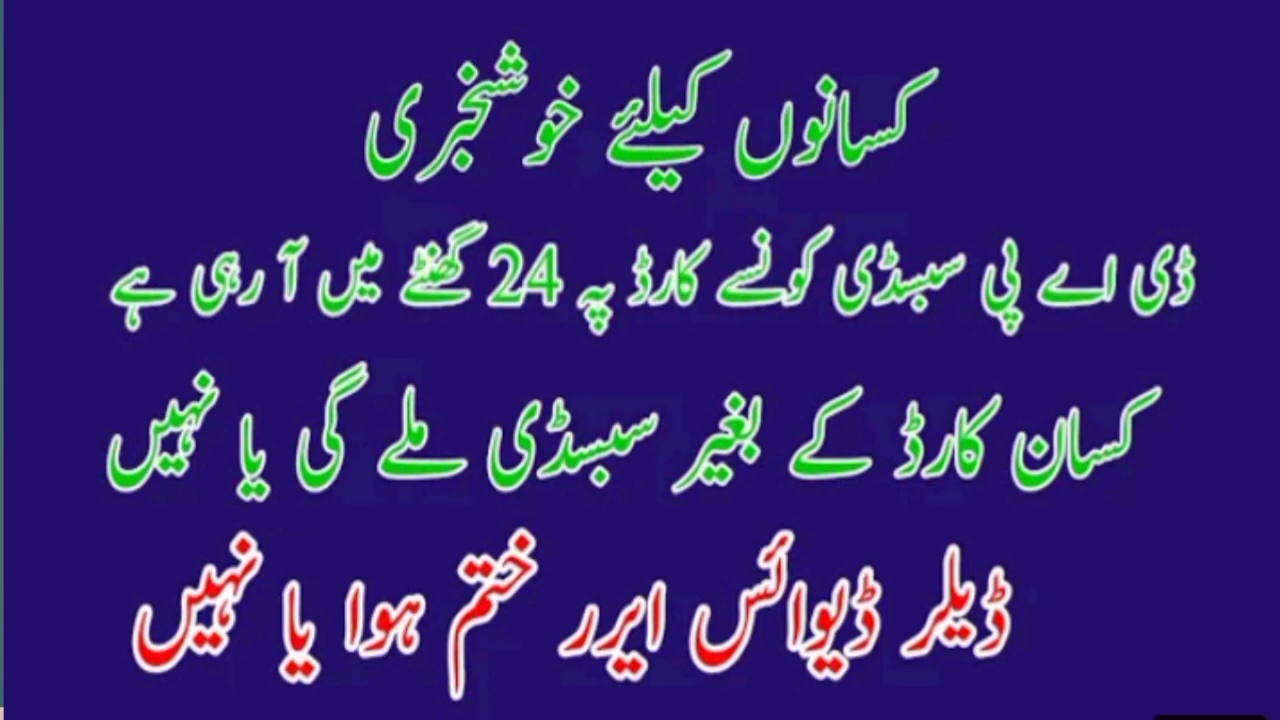 کسانوں کیلئے خوشخبری
ڈی اے پی سبسڈی کونسے کارڈ پہ 24 گھنٹے میں آ رہی ہے
کسان کارڈ کے بغیر سبسڈی ملے گی یا نہیں
ڈیلر ڈیوائس ایرر ختم ہوا یا نہیں